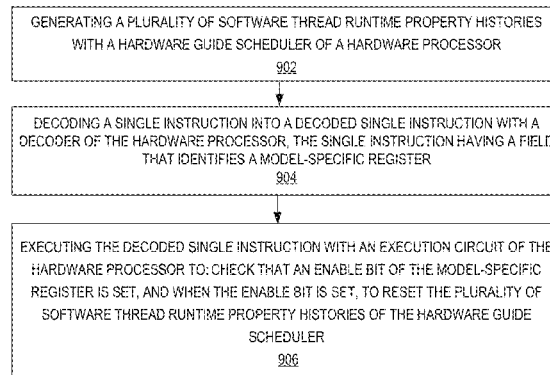 GENERATING A PLURALITY OF SOFTWARE THREAD RUNTIME PROPERTY HISTORIES
WITH A HARDWARE GUIDE SCHEDULER OF A HARDWARE PROCESSOR
902
DECODING A SINGLE INSTRUCTION INTO A DECODED SINGLE INSTRUCTION WITH A
DECODER OF THE HARDWARE PROCESSOR, THE SINGLE INSTRUCTION HAVING A FIELD
THAT IDENTIFIES A MODEL-SPECIFIC REGISTER
904
EXECUTING THE DECODED SINGLE INSTRUCTION WITH AN EXECUTION CIRCUIT OF THE
HARDWARE PROCESSOR TO: CHECK THAT AN ENABLE BIT OF THE MODEL-SPECIFIC
REGISTER IS SET, AND WHEN THE ENABLE BIT IS SET, TO RESET THE PLURALITY OF
SOFTWARE THREAD RUNTIME PROPERTY HISTORIES OF THE HARDWARE GUIDE
SCHEDULER
906